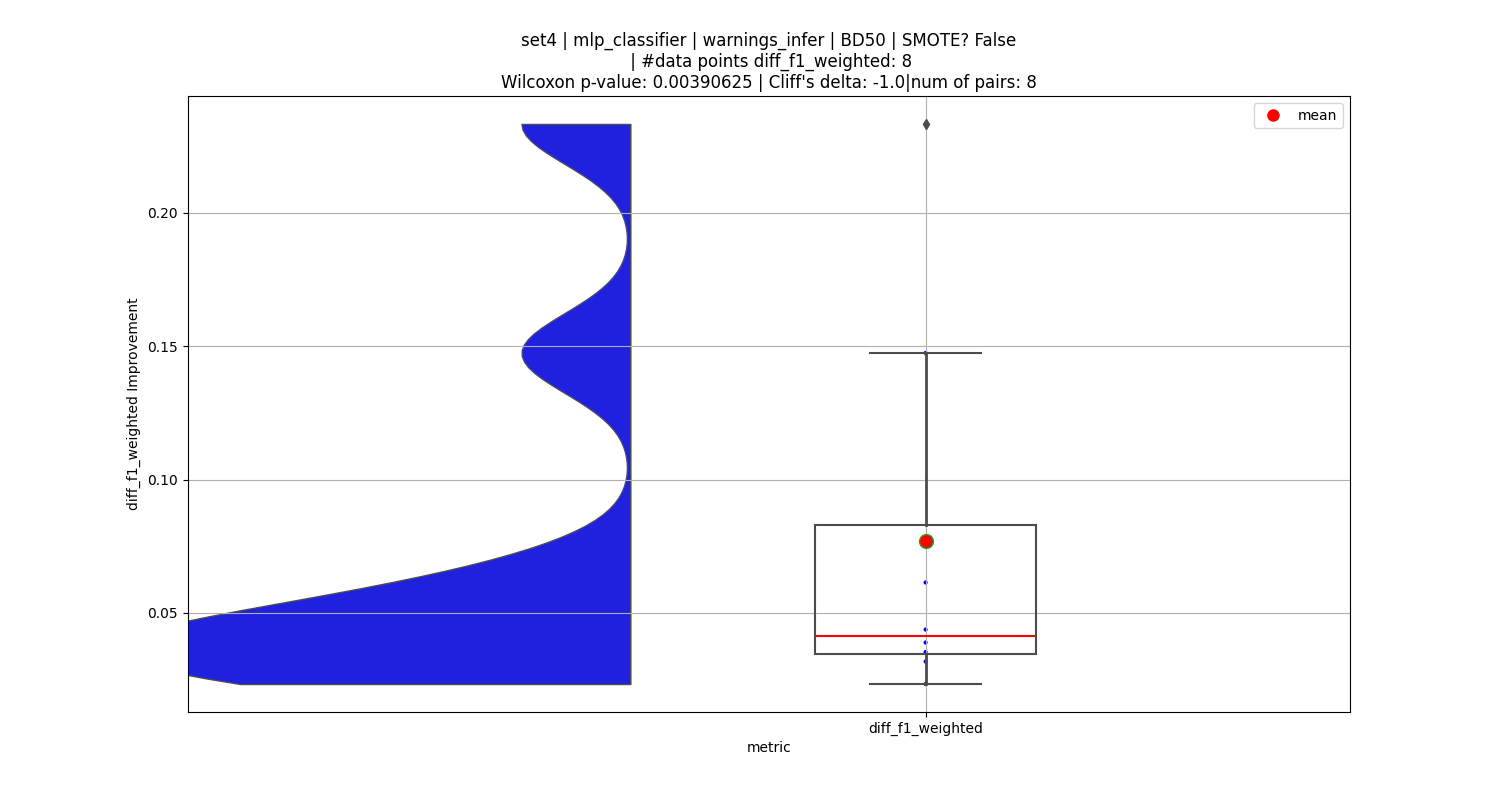 set4 | mlp_classifier | warnings_infer | BD50 | SMOTE? False
| #data points diff_f1_weighted: 8
Wilcoxon p-value: 0.00390625 | Cliff's delta: -1.0|num of pairs: 8
mean
0.20
0.15
0.10
0.05
diff_f1_weighted Improvement
diff_f1_weighted
metric